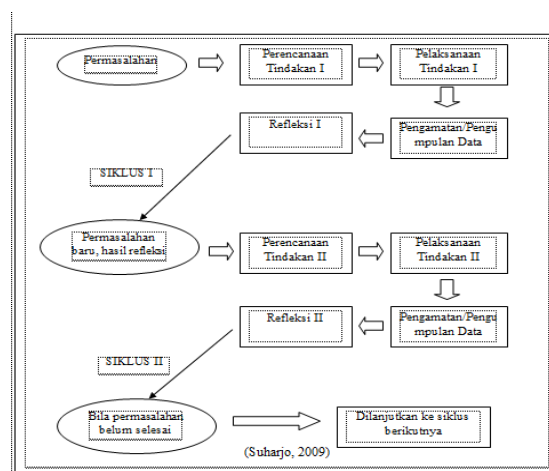 Permasalahan
Perencanaan
Tindakan I
Pelaksanaan
Tindakan I
Refleksi I
Pengamatan/Pengu
mpulan Data
SIKLUS I
Permasalahan
baru, hasil refleksi
Perencanaan
Tindakan II
Pelaksanaan
Tindakan II
Refleksi II
Pengamatan/Pengu
mpulan Data
SIKLUS II
Bila permasalahan
belum selesai
Dilanjutkan ke siklus
berikutnya
(Suharjo, 2009)